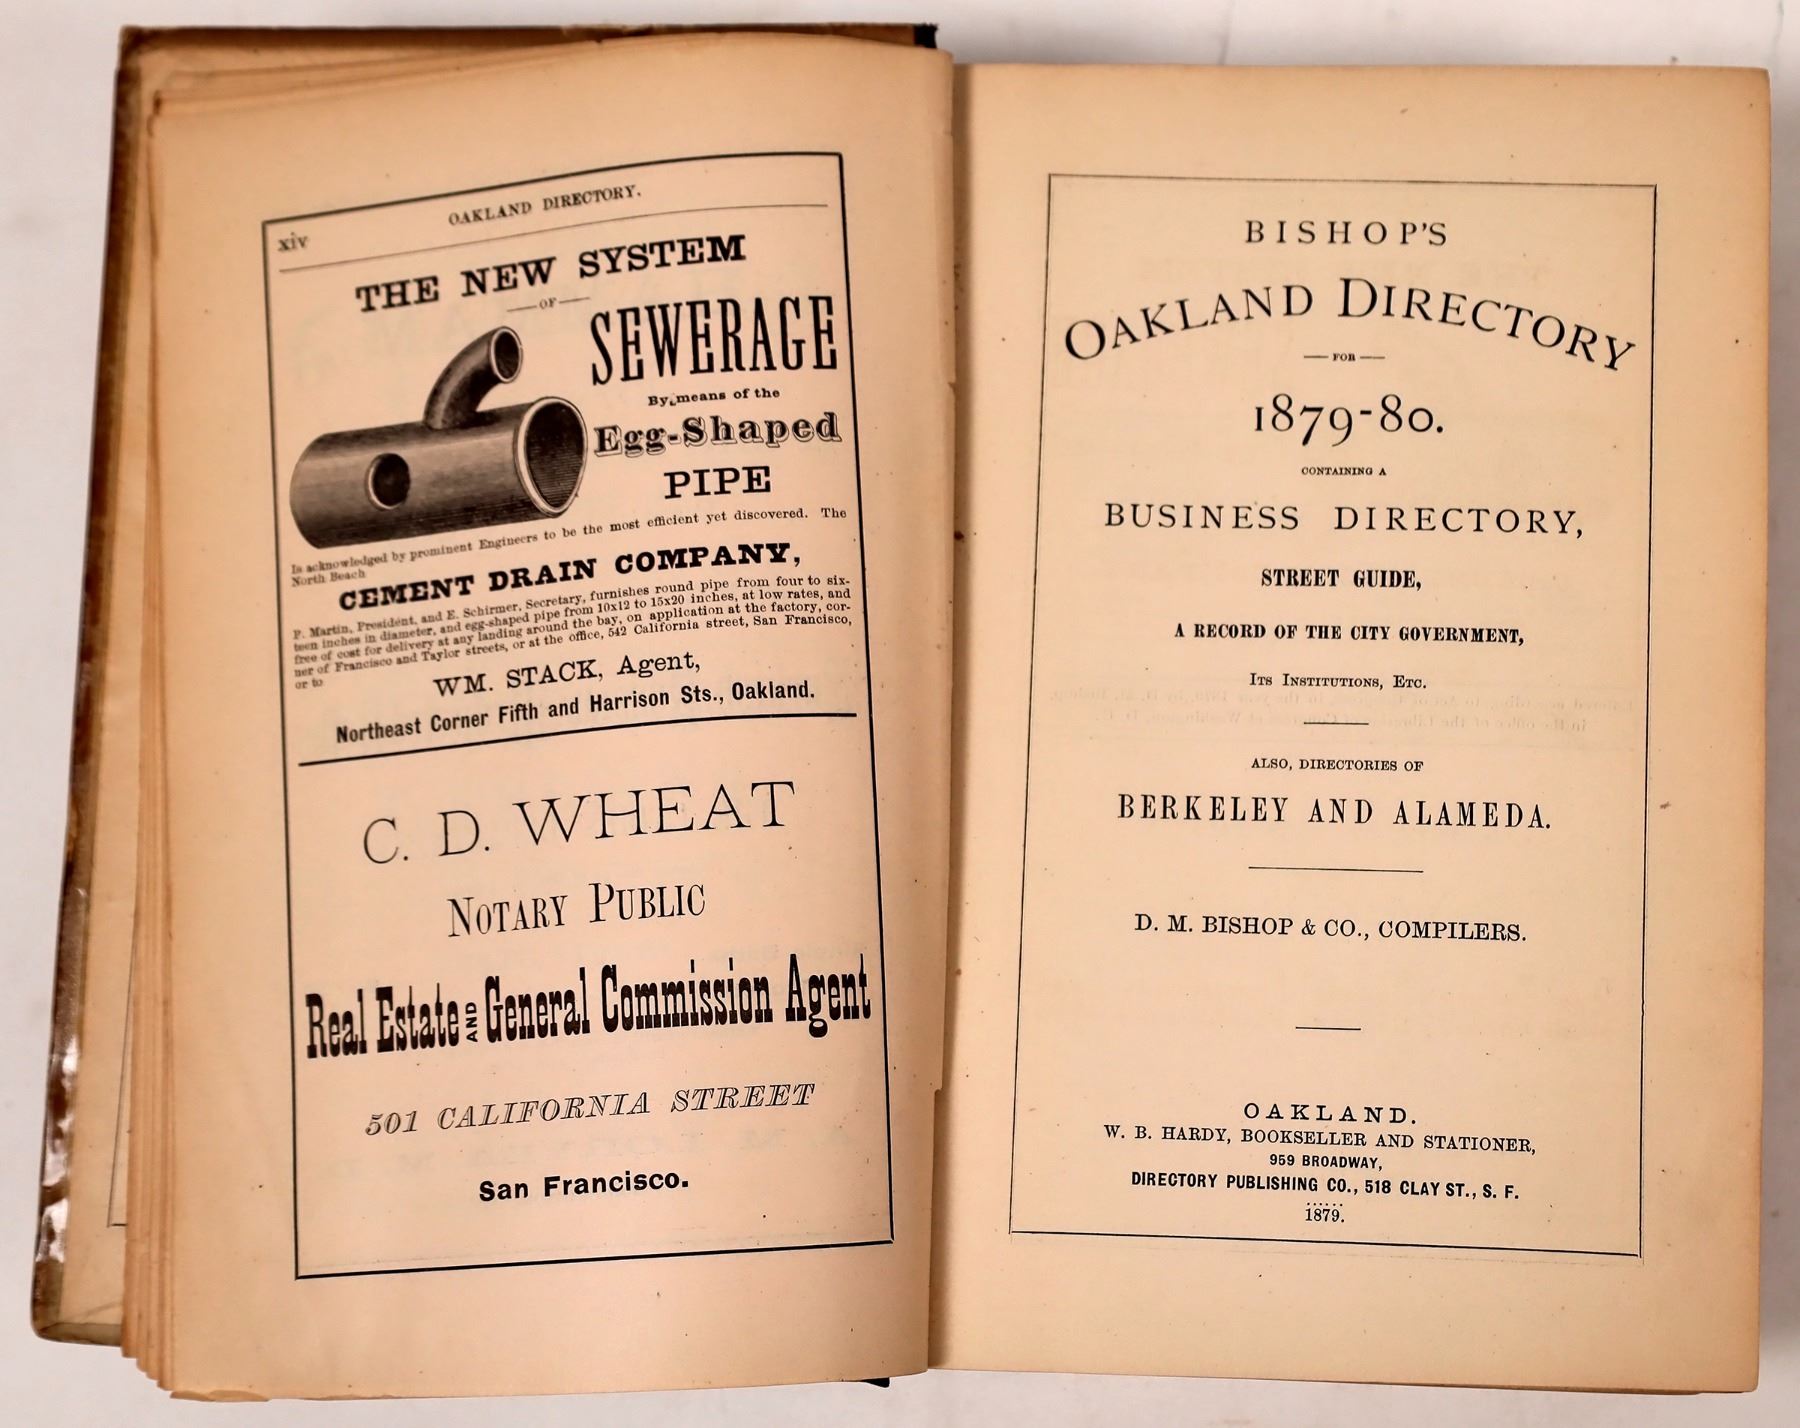 xiv
OAKLAND DIRECTORY.
THE NEW SYSTEM
OF
SEWERAGE
By means of the
Egg-Shaped
PIPE
Is acknowledged by prominent Engineers to be the most efficient yet discovered. The
North Beach
CEMENT DRAIN COMPANY,
P. Martin, President, and E. Schirmer, Secretary, furnishes round pipe from four to six-
teen inches in diameter, and egg-shaped pipe from 10x12 to 15x20 inches, at low rates, and
free of cost for delivery at any landing around the bay, on application at the factory, cor-
ner of Francisco and Taylor streets, or at the office, 542 California street, San Francisco,
or to
WM. STACK, Agent,
Northeast Corner Fifth and Harrison Sts., Oakland.
C. D. WHEAT
NOTARY PUBLIC
Real Estate AND General Commission Agent
501 CALIFORNIA STREET
San Francisco.
BISHOP'S
OAKLAND DIRECTORY
FOR
1879-80.
CONTAINING A
BUSINESS DIRECTORY,
STREET GUIDE,
A RECORD OF THE CITY GOVERNMENT,
ITS INSTITUTIONS, ETC.
ALSO, DIRECTORIES OF
BERKELEY AND ALAMEDA.
D. M. BISHOP & CO., COMPILERS.
OAKLAND.
W. B. HARDY, BOOKSELLER AND STATIONER,
959 BROADWAY,
DIRECTORY PUBLISHING CO., 518 CLAY ST., S. F.
1879.